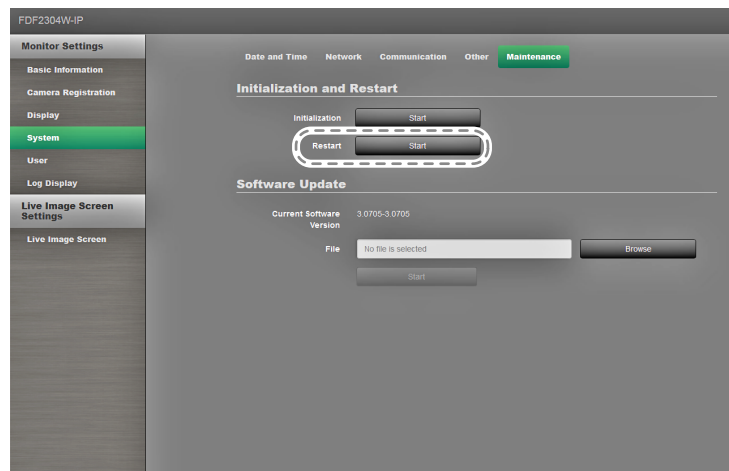 FDF2304W-IP
Monitor Settings
Basic Information
Camera Registration
Display
System
User
Log Display
Live Image Screen
Settings
Live Image Screen
Date and Time Network Communication Other Maintenance
Initialization and Restart
Initialization Start
Restart Start
Software Update
Current Software
Version
3.0705-3.0705
File No file is selected Browse
Start